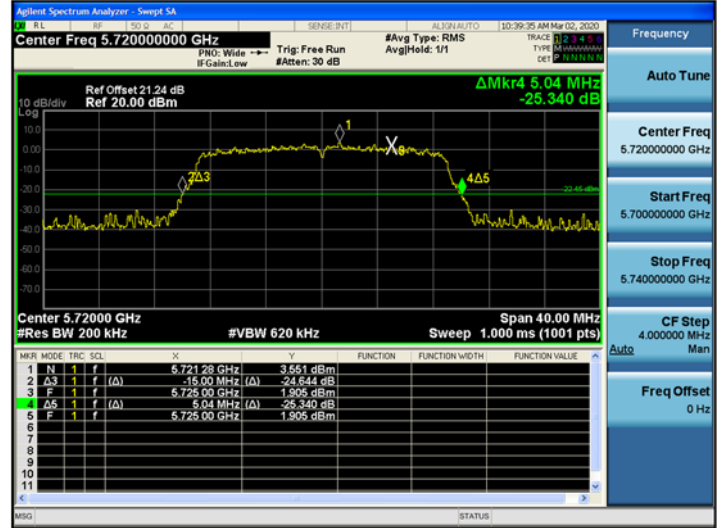 Agilent Spectrum Analyzer - Swept SA
RL RF 50 Ω AC SENSE:INT ALIGNAUTO 10:39:35 AM Mar 02, 2020
Center Freq 5.720000000 GHz
PNO: Wide Trig: Free Run
IFGain:Low #Atten: 30 dB
#Avg Type: RMS
Avg|Hold: 1/1
TRACE 1 2 3 4 5 6
TYPE M
DET P N N N N N
Frequency
ΔMkr4 5.04 MHz
-25.340 dB
Ref Offset 21.24 dB
10 dB/div Ref 20.00 dBm
Log
10.0
0.00
-10.0
-20.0
-30.0
-40.0
-50.0
-60.0
-70.0
1
2Δ3
4Δ5
-22.45 dBm
Center 5.72000 GHz Span 40.00 MHz
#Res BW 200 kHz #VBW 620 kHz Sweep 1.000 ms (1001 pts)
MKR MODE TRC SCL X Y FUNCTION FUNCTION WIDTH FUNCTION VALUE
1 N 1 f 5.721 28 GHz 3.551 dBm
2 Δ3 1 f (Δ) -15.00 MHz (Δ) -24.644 dB
3 F 1 f 5.725 00 GHz 1.905 dBm
4 Δ5 1 f (Δ) 5.04 MHz (Δ) -25.340 dB
5 F 1 f 5.725 00 GHz 1.905 dBm
6
7
8
9
10
11
MSG STATUS
Auto Tune
Center Freq
5.720000000 GHz
Start Freq
5.700000000 GHz
Stop Freq
5.740000000 GHz
CF Step
4.000000 MHz
Auto Man
Freq Offset
0 Hz